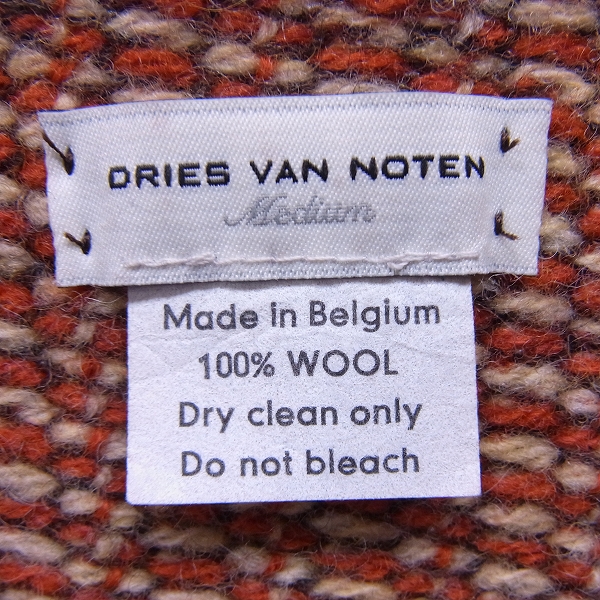 DRIES VAN NOTEN
Medium
Made in Belgium
100% WOOL
Dry clean only
Do not bleach